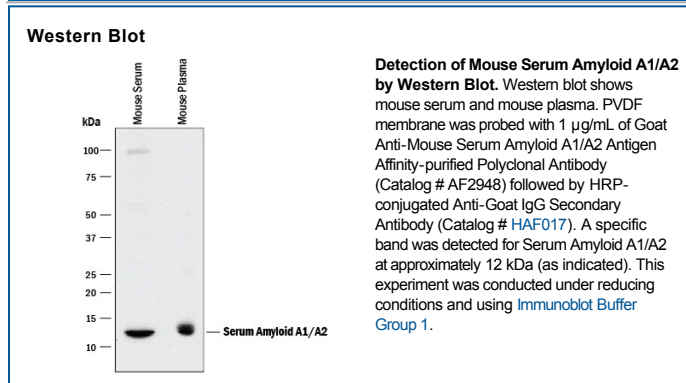 Western Blot
Mouse Serum
Mouse Plasma
kDa
100
75
50
37
25
20
15
10
Serum Amyloid A1/A2
Detection of Mouse Serum Amyloid A1/A2
by Western Blot. Western blot shows
mouse serum and mouse plasma. PVDF
membrane was probed with 1 µg/mL of Goat
Anti-Mouse Serum Amyloid A1/A2 Antigen
Affinity-purified Polyclonal Antibody
(Catalog # AF2948) followed by HRP-
conjugated Anti-Goat IgG Secondary
Antibody (Catalog # HAF017). A specific
band was detected for Serum Amyloid A1/A2
at approximately 12 kDa (as indicated). This
experiment was conducted under reducing
conditions and using Immunoblot Buffer
Group 1.